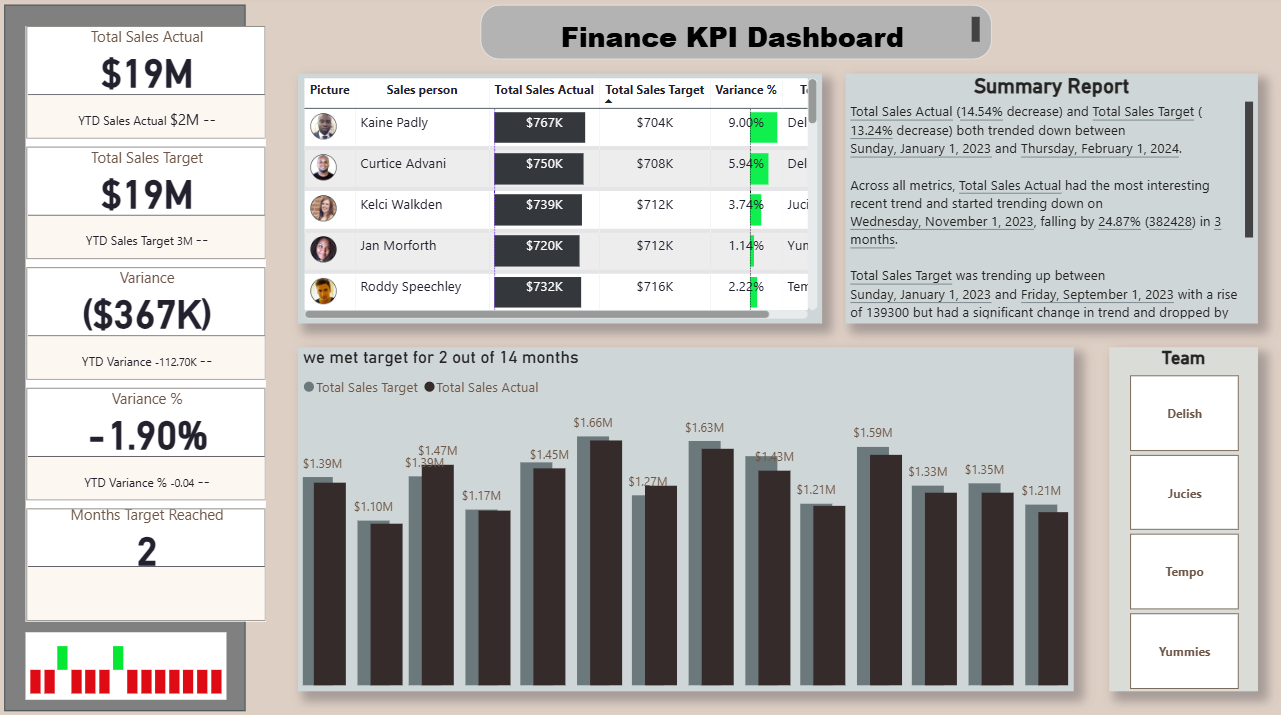 Finance KPI Dashboard
Total Sales Actual
$19M
YTD Sales Actual $2M --
Total Sales Target
$19M
YTD Sales Target 3M --
Variance
($367K)
YTD Variance -112.70K --
Variance %
-1.90%
YTD Variance % -0.04 --
Months Target Reached
2
Picture Sales person Total Sales Actual Total Sales Target Variance %
Kaine Padly $767K $704K 9.00% Del
Curtice Advani $750K $708K 5.94% Del
Kelci Walkden $739K $712K 3.74% Juci
Jan Morforth $720K $712K 1.14% Yum
Roddy Speechley $732K $716K 2.22% Tem
Summary Report
Total Sales Actual (14.54% decrease) and Total Sales Target (
13.24% decrease) both trended down between
Sunday, January 1, 2023 and Thursday, February 1, 2024.
Across all metrics, Total Sales Actual had the most interesting
recent trend and started trending down on
Wednesday, November 1, 2023, falling by 24.87% (382428) in 3
months.
Total Sales Target was trending up between
Sunday, January 1, 2023 and Friday, September 1, 2023 with a rise
of 139300 but had a significant change in trend and dropped by
we met target for 2 out of 14 months
Total Sales Target Total Sales Actual
$1.39M
$1.10M
$1.39M
$1.47M
$1.17M
$1.45M
$1.66M
$1.27M
$1.63M
$1.43M
$1.21M
$1.59M
$1.33M
$1.35M
$1.21M
Team
Delish
Jucies
Tempo
Yummies